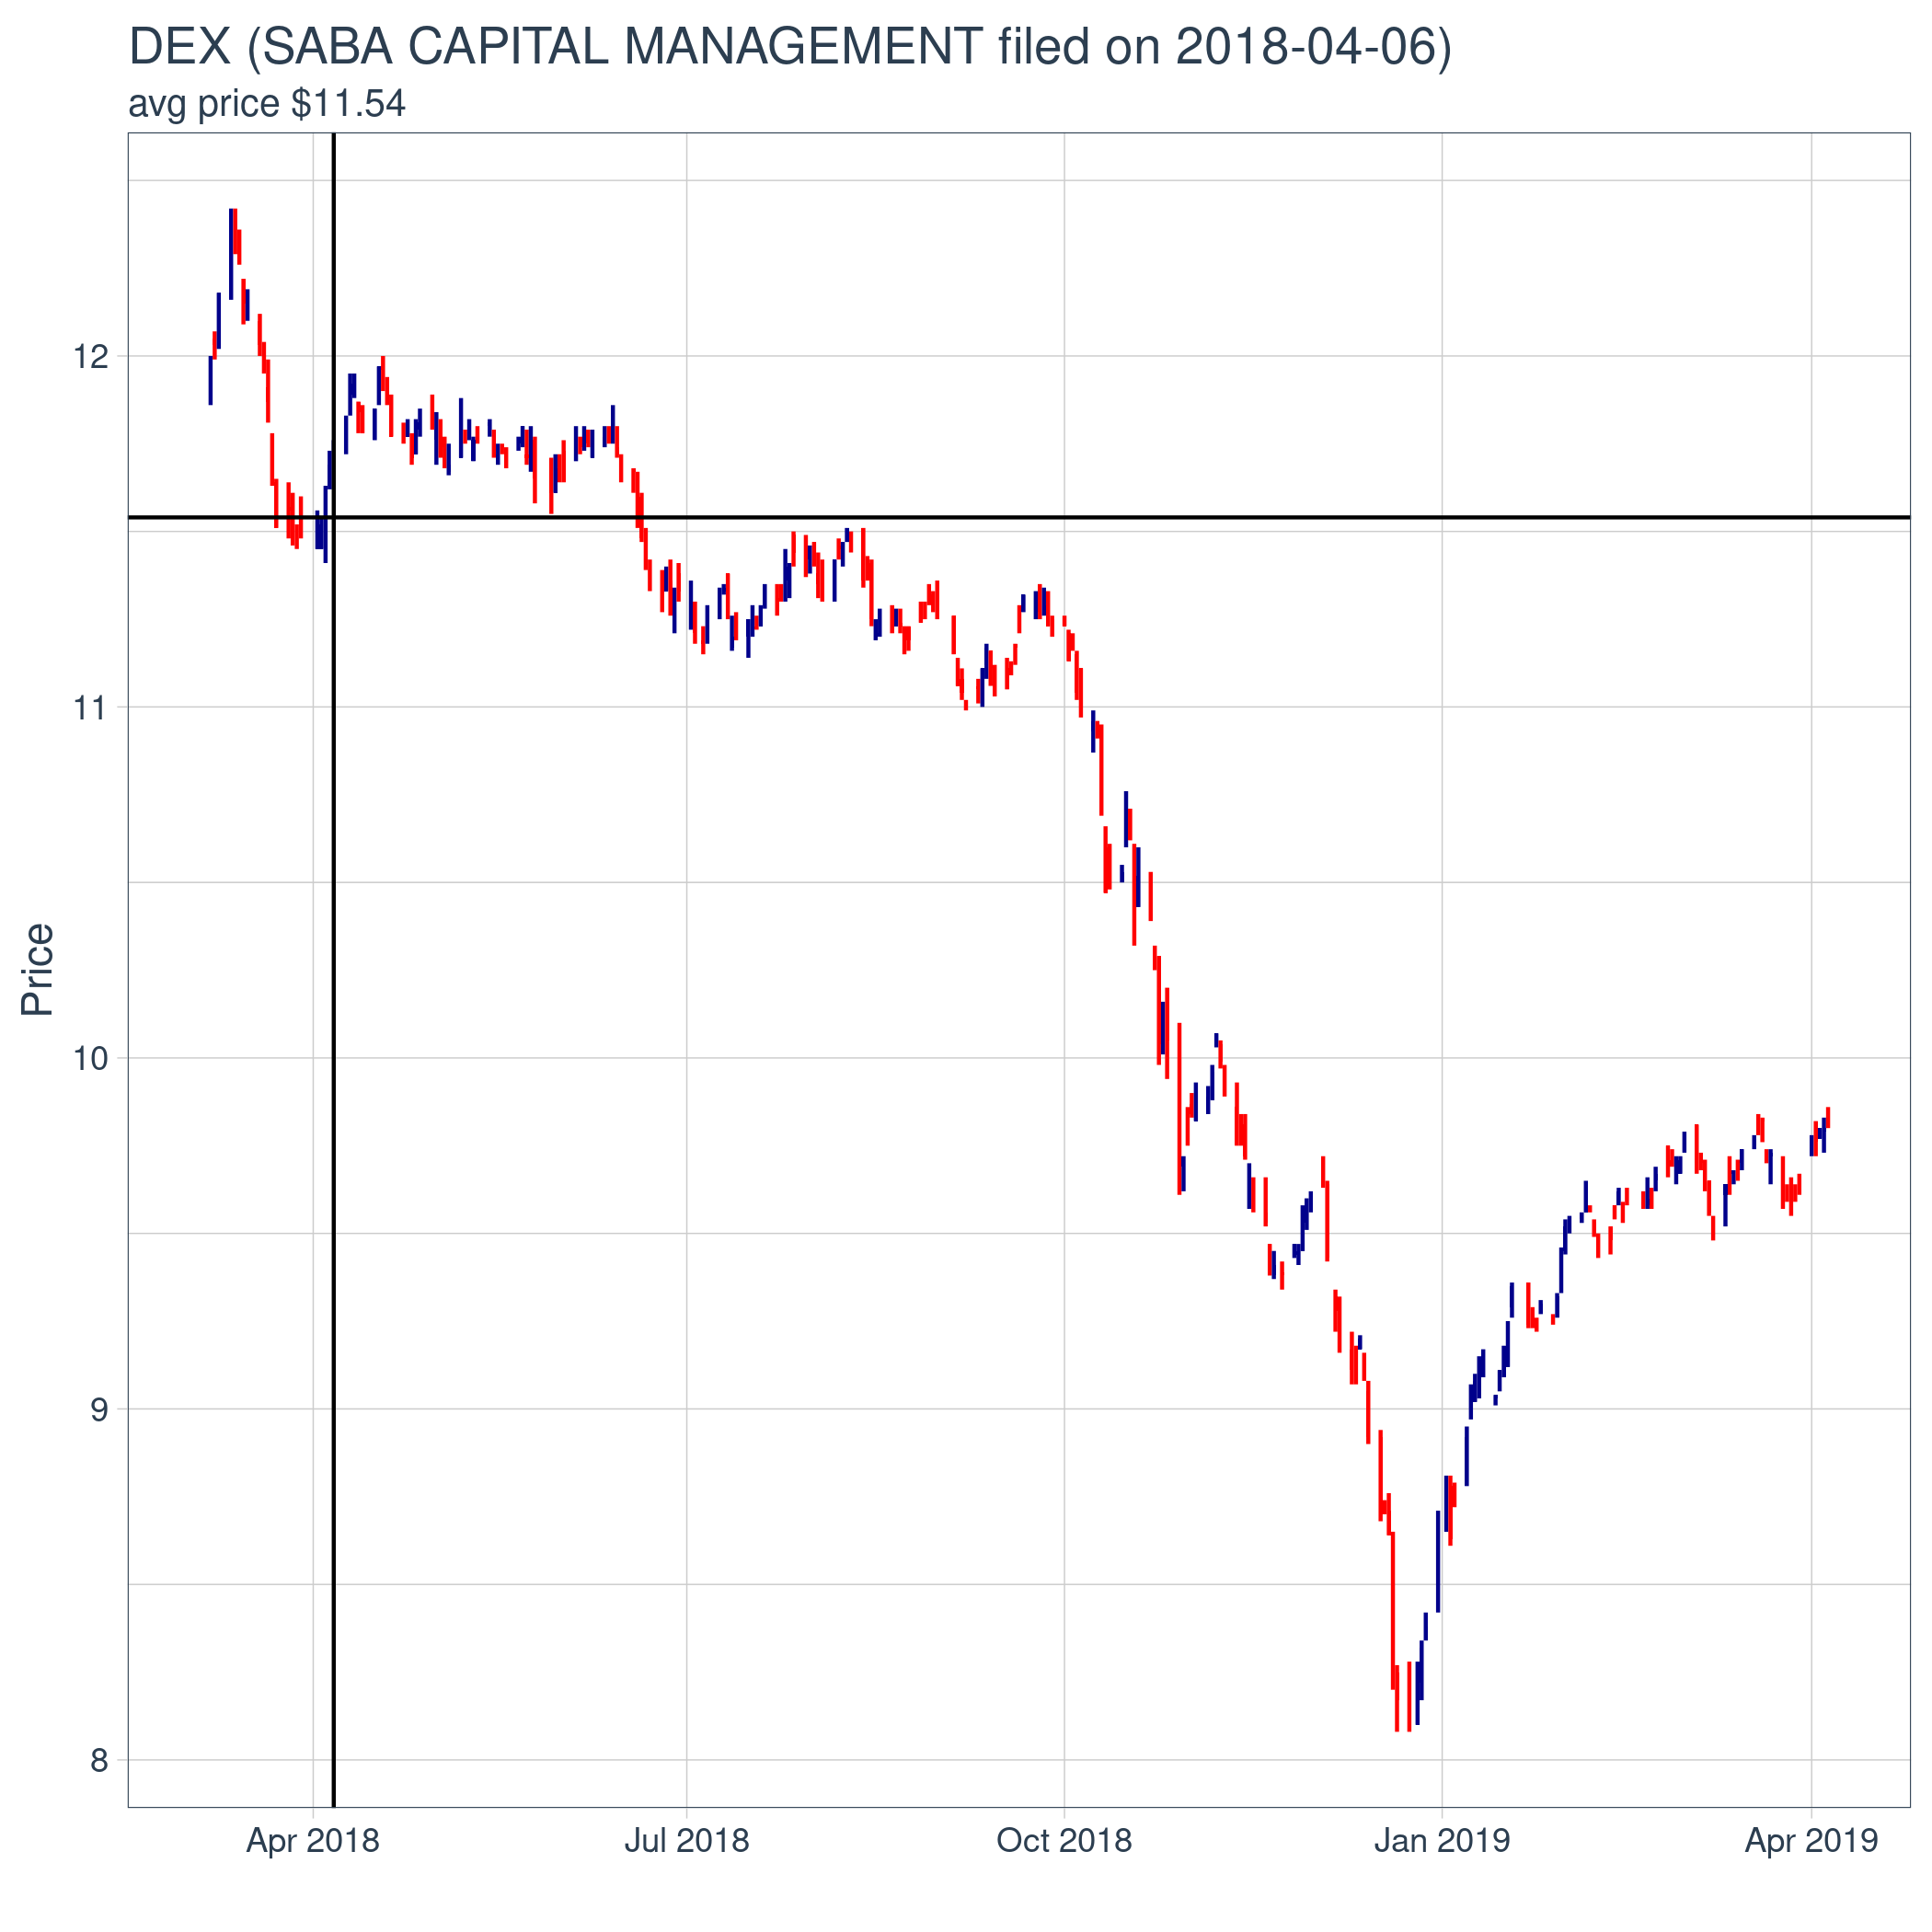 DEX (SABA CAPITAL MANAGEMENT filed on 2018-04-06)
avg price $11.54
12
11
10
9
8
Price
Apr 2018
Jul 2018
Oct 2018
Jan 2019
Apr 2019